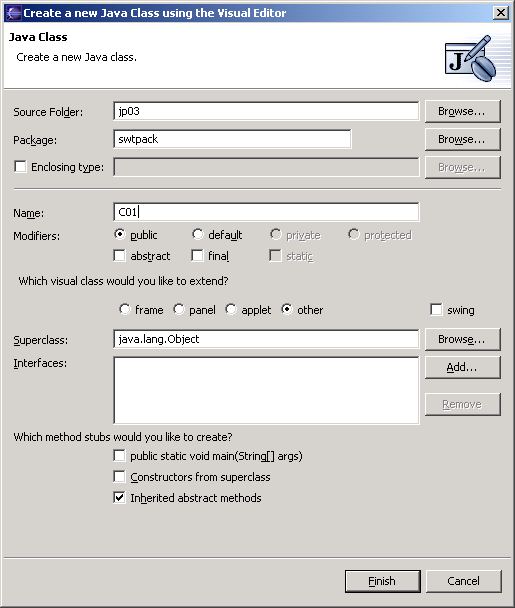 Create a new Java Class using the Visual Editor
Java Class
Create a new Java class.
J
Source Folder: jp03 Browse...
Package: swtpack Browse...
Enclosing type: Browse...
Name: C01
Modifiers: public default private protected
abstract final static
Which visual class would you like to extend?
frame panel applet other swing
Superclass: java.lang.Object Browse...
Interfaces: Add...
Remove
Which method stubs would you like to create?
public static void main(String[] args)
Constructors from superclass
Inherited abstract methods
Finish Cancel